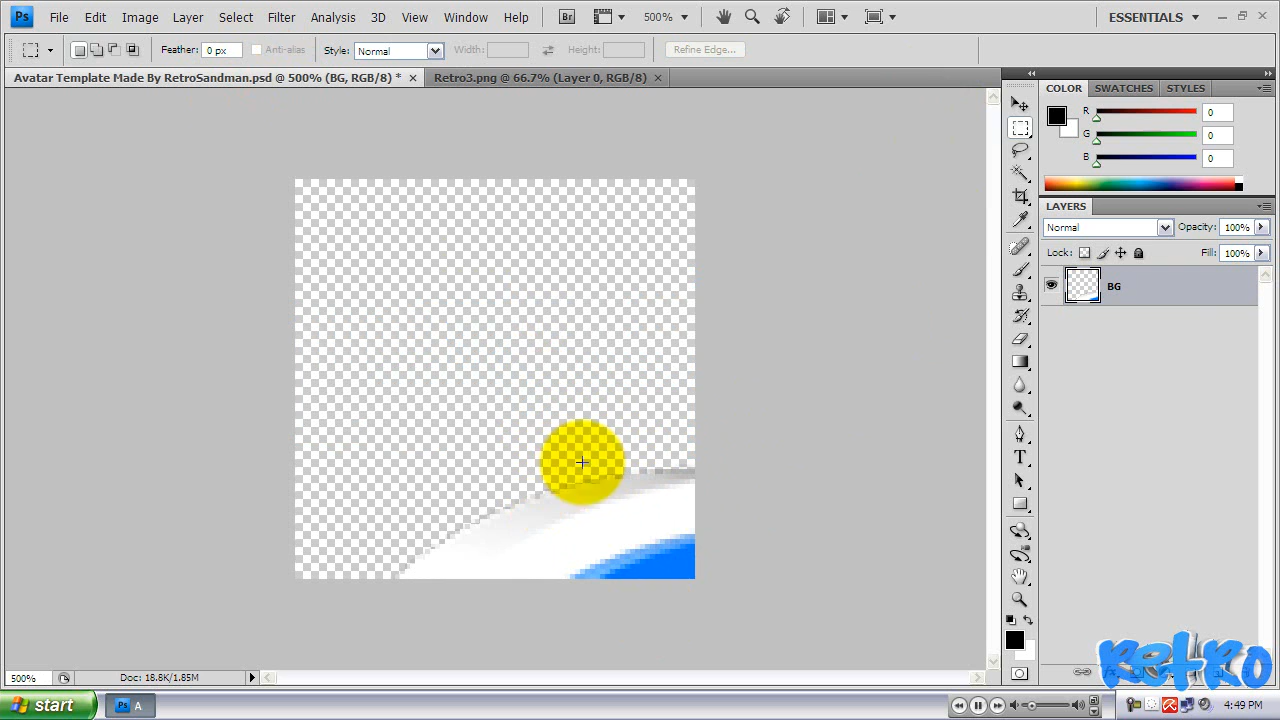 Ps File Edit Image Layer Select Filter Analysis 3D View Window Help Br 500% ESSENTIALS
Feather: 0 px Anti-alias Style: Normal Width: Height: Refine Edge...
Avatar Template Made By RetroSandman.psd @ 500% (BG, RGB/8) * Retro3.png @ 66.7% (Layer 0, RGB/8)
COLOR SWATCHES STYLES
R 0
G 0
B 0
LAYERS
Normal Opacity: 100%
Lock: Fill: 100%
BG
T
retro
500% Doc: 18.8K/1.85M
start Ps A 4:49 PM